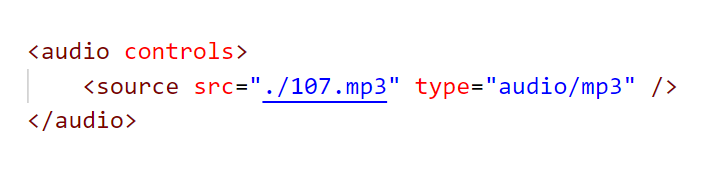 <audio controls>
    <source src="./107.mp3" type="audio/mp3" />
</audio>